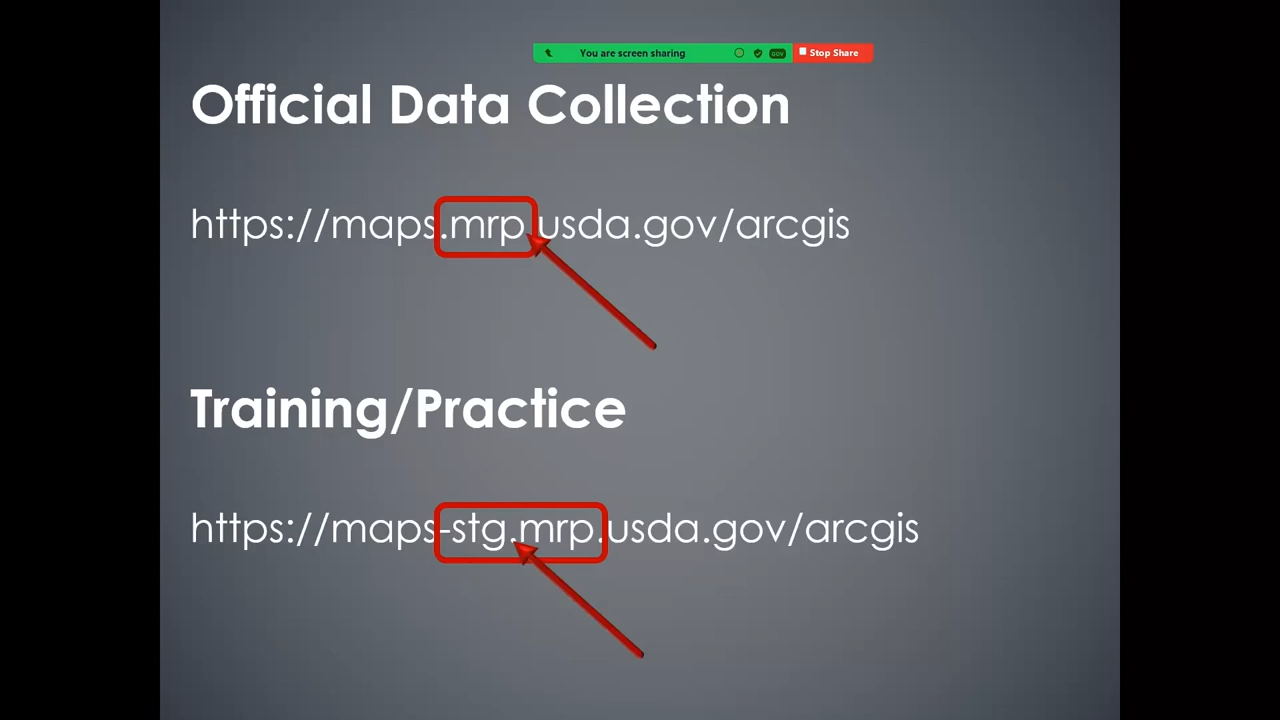 You are screen sharing GOV Stop Share
Official Data Collection
https://maps.mrp.usda.gov/arcgis
Training/Practice
https://maps-stg.mrp.usda.gov/arcgis